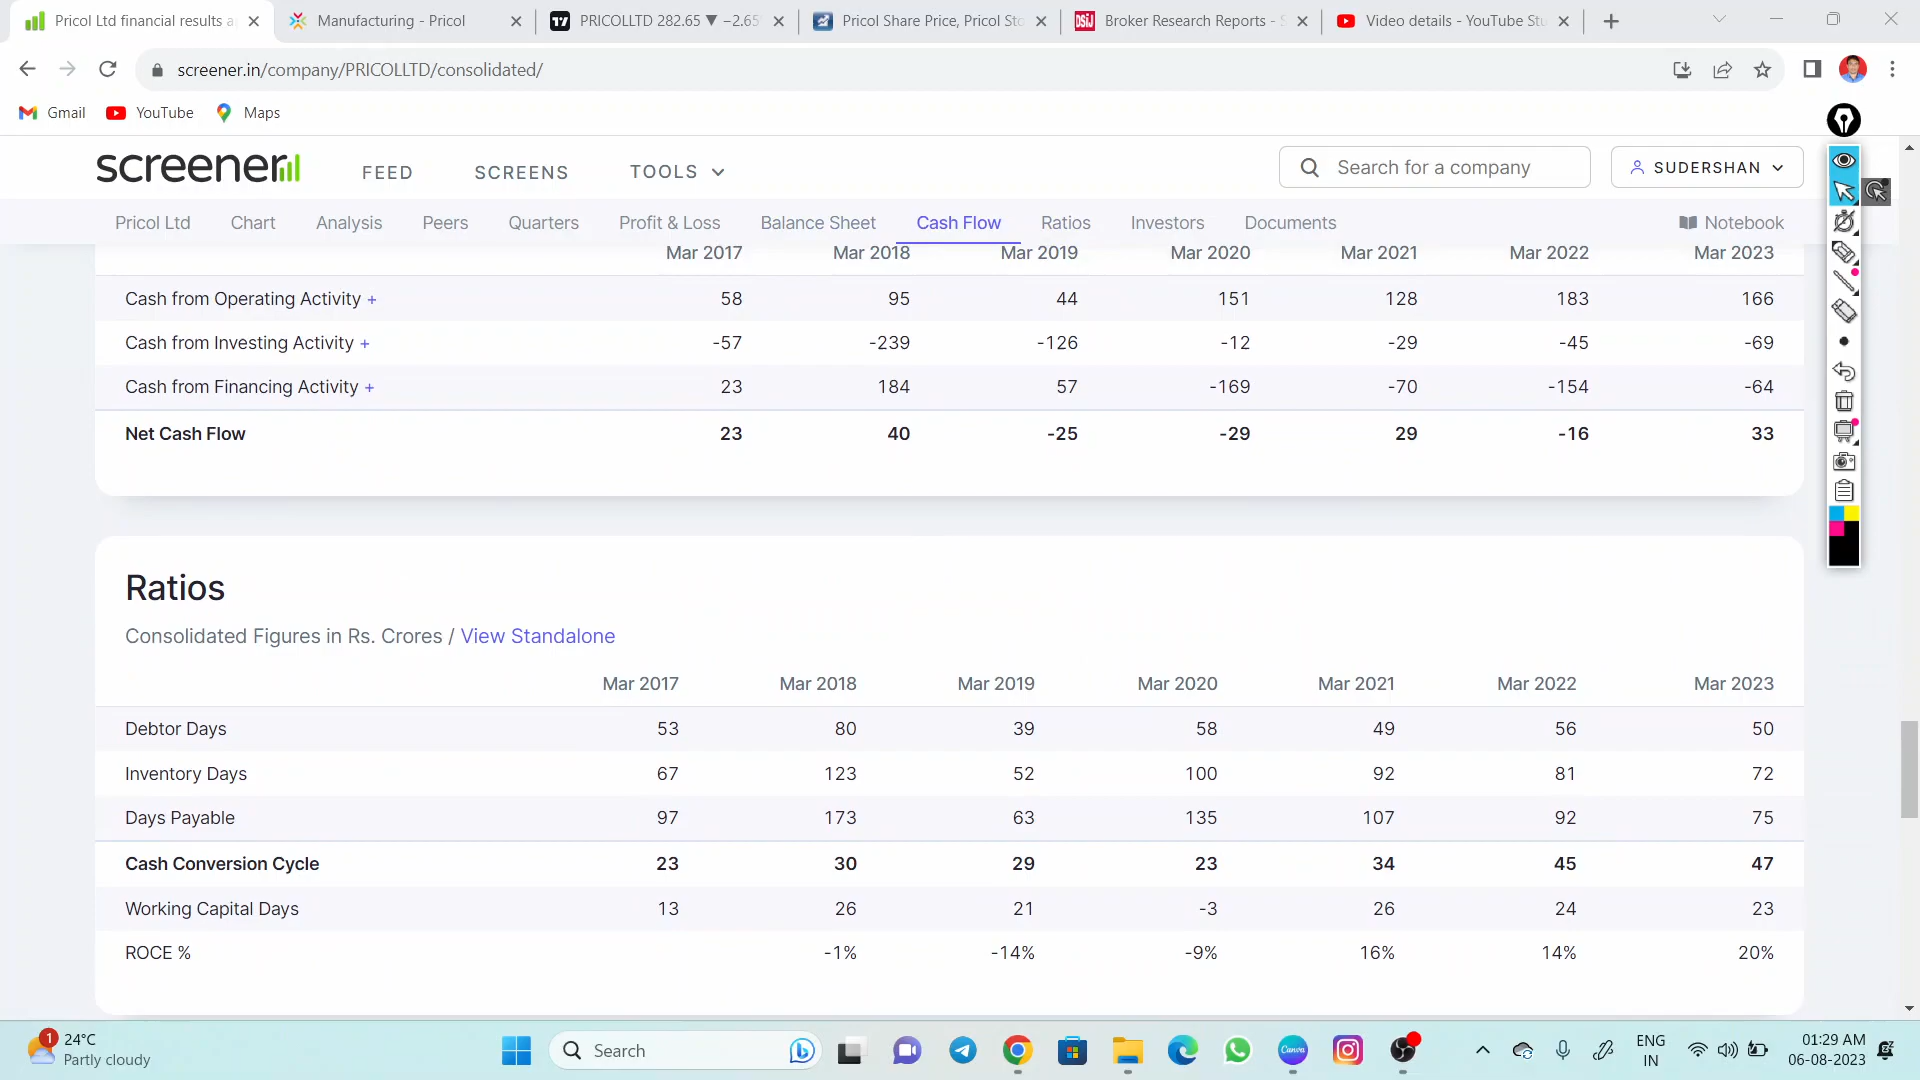 Pricol Ltd financial results a
Manufacturing - Pricol
PRICOLLTD 282.65 ▼ −2.65
Pricol Share Price, Pricol Sto
DSIJ
Broker Research Reports - S
Video details - YouTube Stu
screener.in/company/PRICOLLTD/consolidated/
Gmail YouTube Maps
screener
FEED SCREENS TOOLS
Search for a company
SUDERSHAN
Pricol Ltd Chart Analysis Peers Quarters Profit & Loss Balance Sheet Cash Flow Ratios Investors Documents Notebook
Mar 2017 Mar 2018 Mar 2019 Mar 2020 Mar 2021 Mar 2022 Mar 2023
Cash from Operating Activity + 58 95 44 151 128 183 166
Cash from Investing Activity + -57 -239 -126 -12 -29 -45 -69
Cash from Financing Activity + 23 184 57 -169 -70 -154 -64
Net Cash Flow 23 40 -25 -29 29 -16 33
Ratios
Consolidated Figures in Rs. Crores / View Standalone
Mar 2017 Mar 2018 Mar 2019 Mar 2020 Mar 2021 Mar 2022 Mar 2023
Debtor Days 53 80 39 58 49 56 50
Inventory Days 67 123 52 100 92 81 72
Days Payable 97 173 63 135 107 92 75
Cash Conversion Cycle 23 30 29 23 34 45 47
Working Capital Days 13 26 21 -3 26 24 23
ROCE % -1% -14% -9% 16% 14% 20%
1
24°C
Partly cloudy
Search
Canva
ENG
IN
01:29 AM
06-08-2023